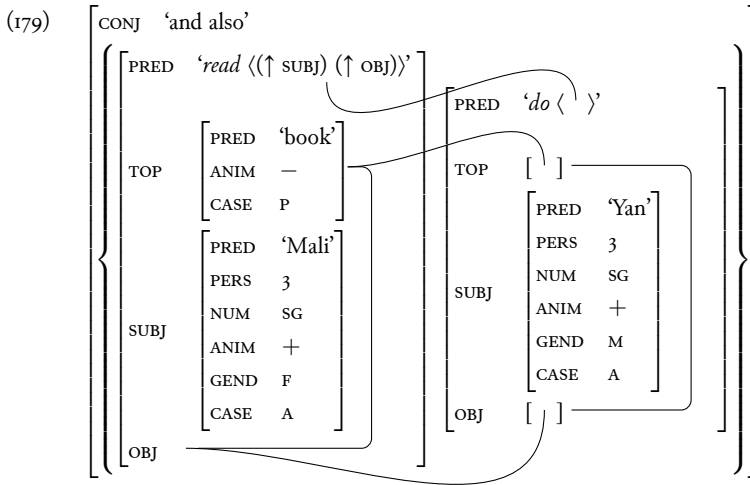 (179)
CONJ ‘and also’
PRED ‘read ⟨(↑ SUBJ) (↑ OBJ)⟩’
TOP
PRED ‘book’
ANIM −
CASE P
SUBJ
PRED ‘Mali’
PERS 3
NUM SG
ANIM +
GEND F
CASE A
OBJ
PRED ‘do ⟨ ⟩’
TOP [ ]
SUBJ
PRED ‘Yan’
PERS 3
NUM SG
ANIM +
GEND M
CASE A
OBJ [ ]